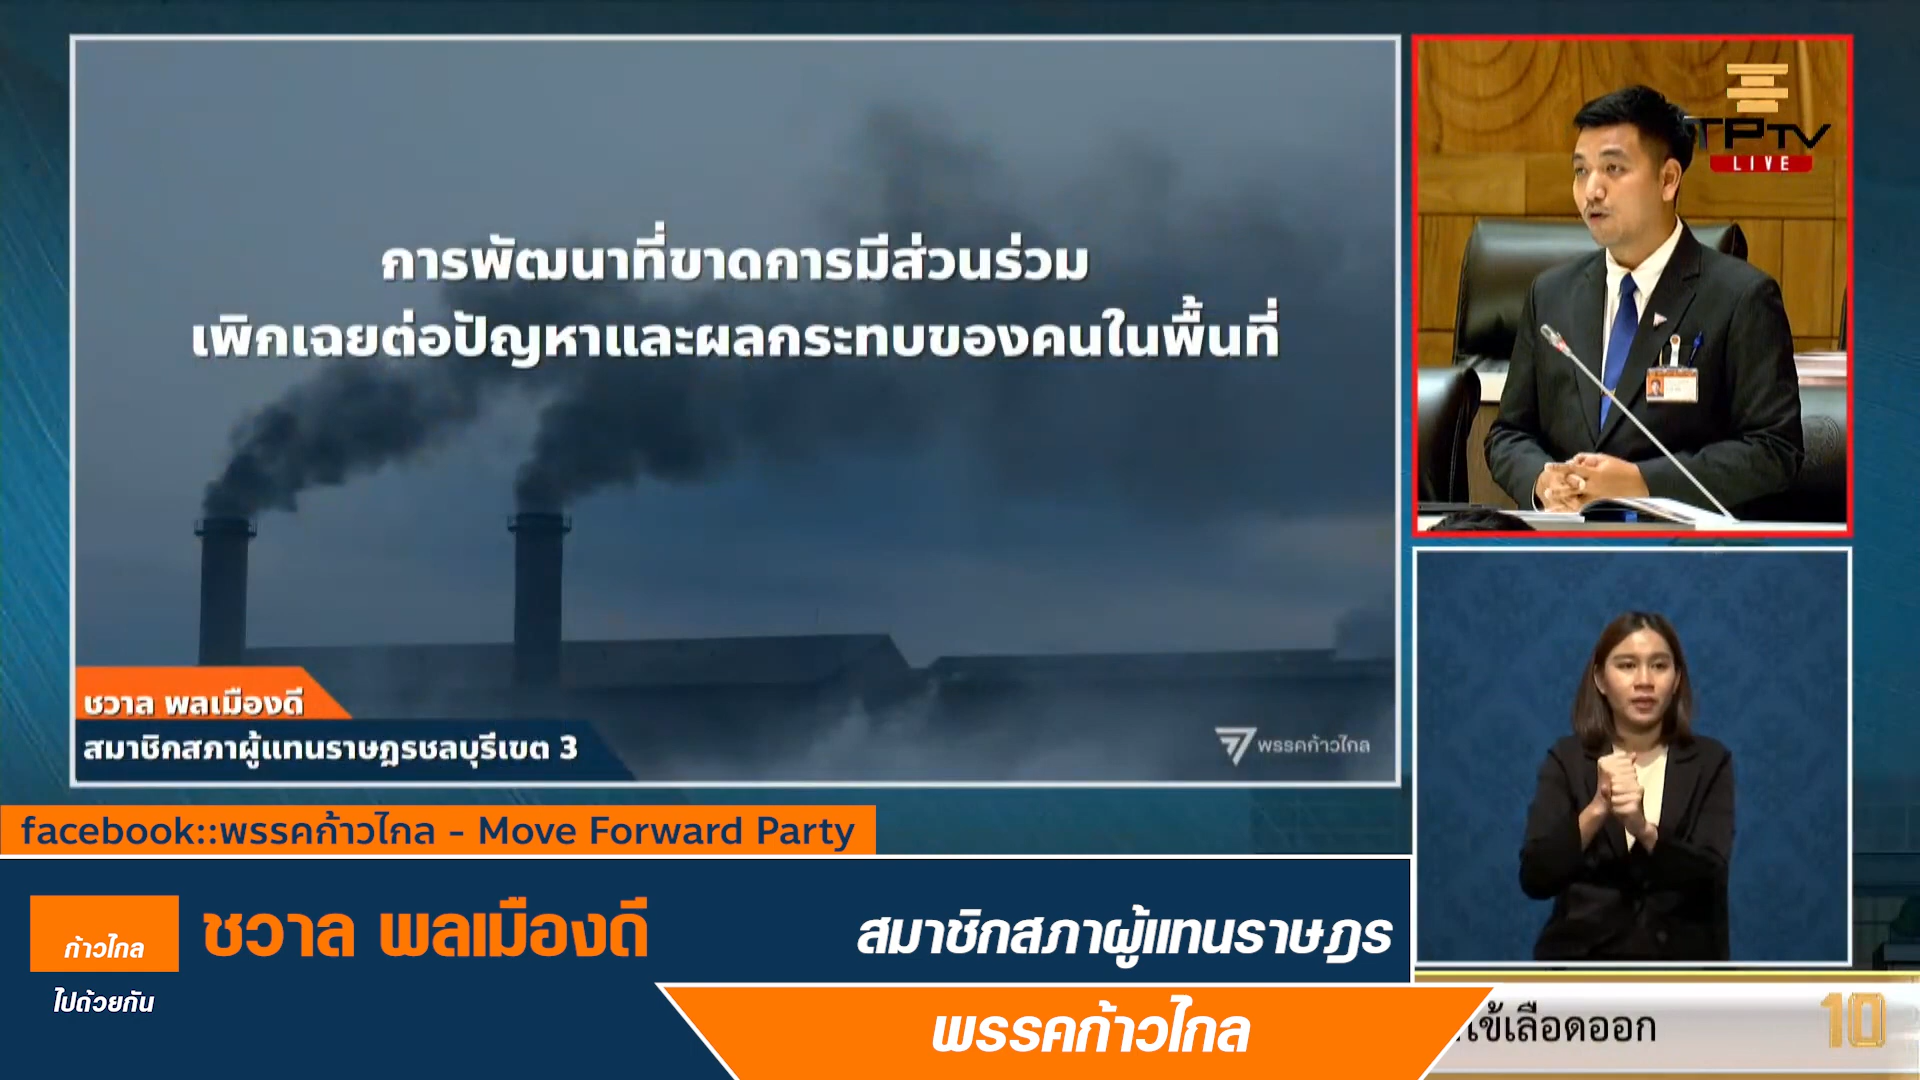 การพัฒนาที่ขาดการมีส่วนร่วม
เพิกเฉยต่อปัญหาและผลกระทบของคนในพื้นที่
ชวาล พลเมืองดี
สมาชิกสภาผู้แทนราษฎรชลบุรีเขต 3
พรรคก้าวไกล
TPTV
LIVE
facebook::พรรคก้าวไกล - Move Forward Party
ก้าวไกล
ไปด้วยกัน
ชวาล พลเมืองดี
สมาชิกสภาผู้แทนราษฎร
พรรคก้าวไกล
ไข้เลือดออก
10